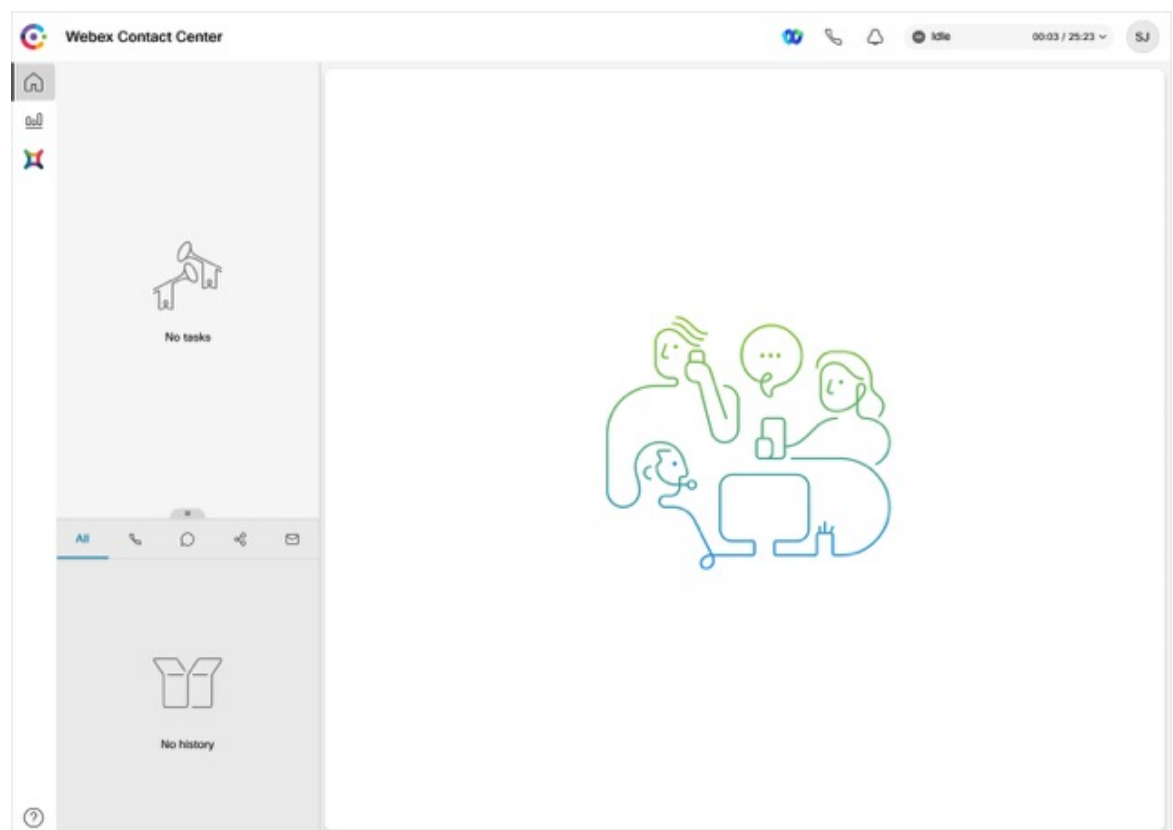 Webex Contact Center
Idle
00:03 / 25:23
SJ
No tasks
All
No history